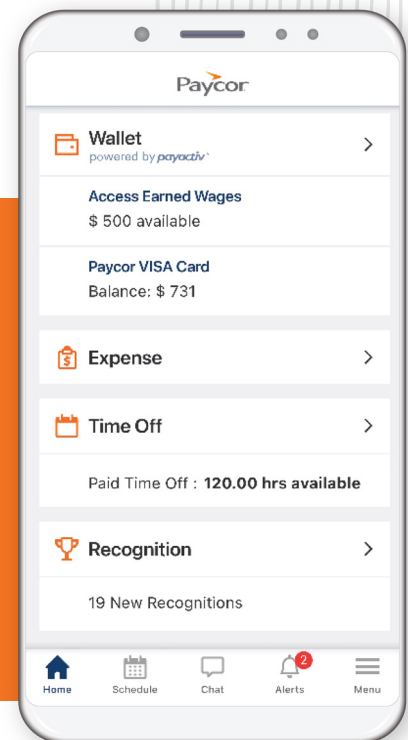 Paycor
Wallet
powered by payactiv
Access Earned Wages
$ 500 available
Paycor VISA Card
Balance: $ 731
Expense
Time Off
Paid Time Off : 120.00 hrs available
Recognition
19 New Recognitions
2
Home Schedule Chat Alerts Menu